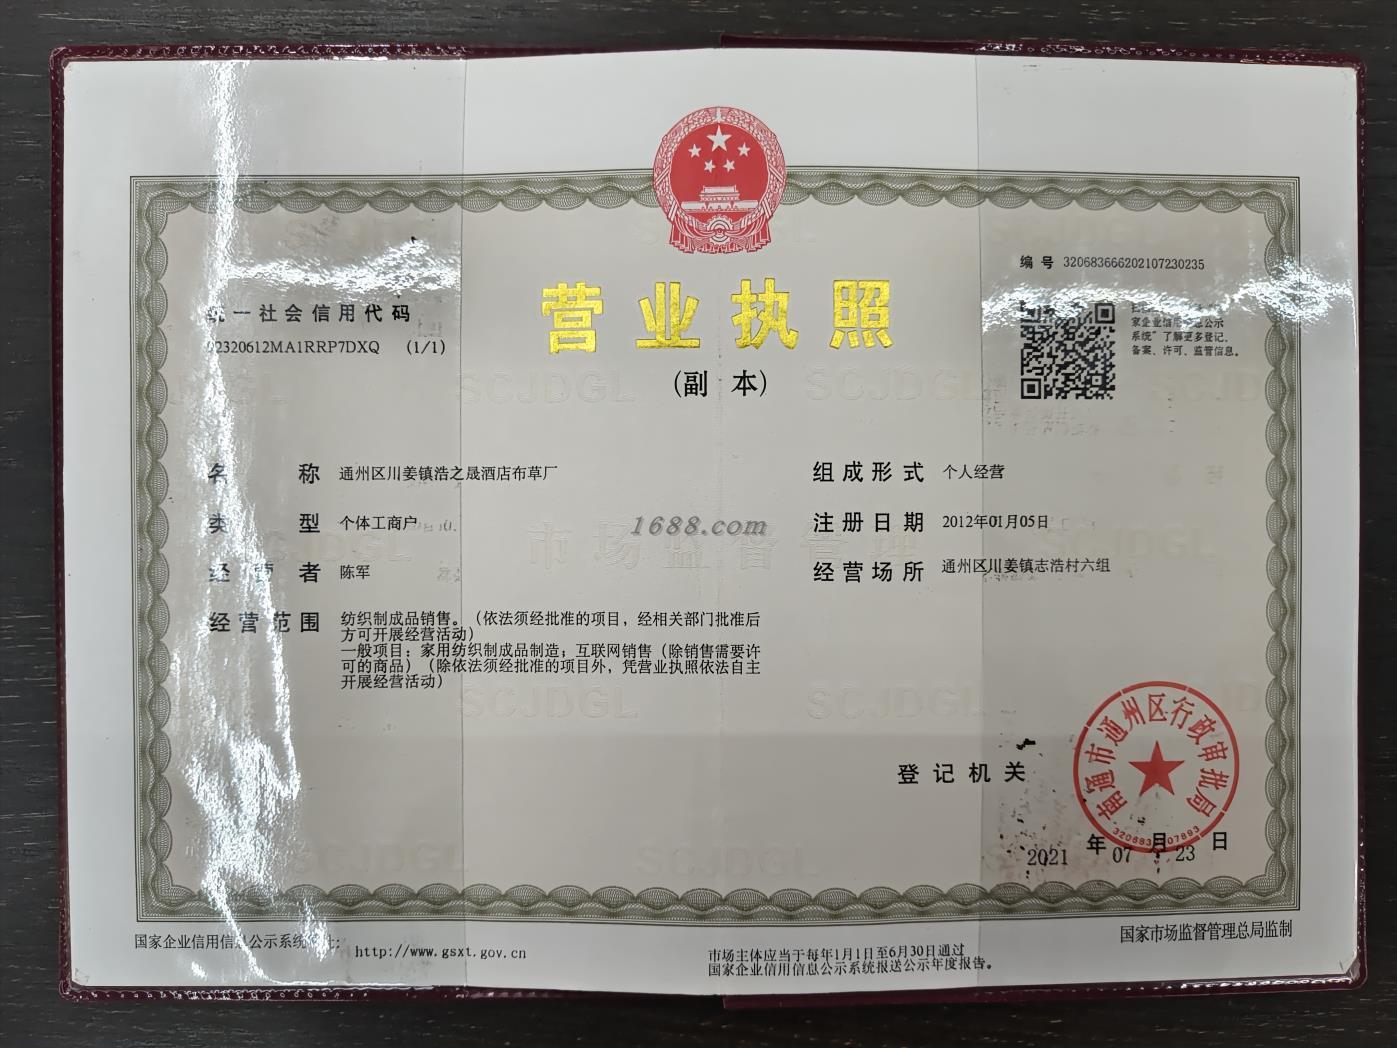 编号 320683666202107230235
统一社会信用代码
92320612MA1RRP7DXQ (1/1)
营业执照
(副 本)
家企业信用信息公示
系统”了解更多登记、
备案、许可、监管信息。
名 称 通州区川姜镇浩之晟酒店布草厂
类 型 个体工商户
经 营 者 陈军
经营范围 纺织制成品销售。(依法须经批准的项目，经相关部门批准后
方可开展经营活动)
一般项目：家用纺织制成品制造；互联网销售（除销售需要许
可的商品）（除依法须经批准的项目外，凭营业执照依法自主
开展经营活动）
组成形式 个人经营
注册日期 2012年01月05日
经营场所 通州区川姜镇志浩村六组
1688.com
市场监督管理
SCJDGL
登记机关
南通市通州区行政审批局
2021 年 07 月 23 日
国家企业信用信息公示系统网址: http://www.gsxt.gov.cn
市场主体应当于每年1月1日至6月30日通过
国家企业信用信息公示系统报送公示年度报告。
国家市场监督管理总局监制